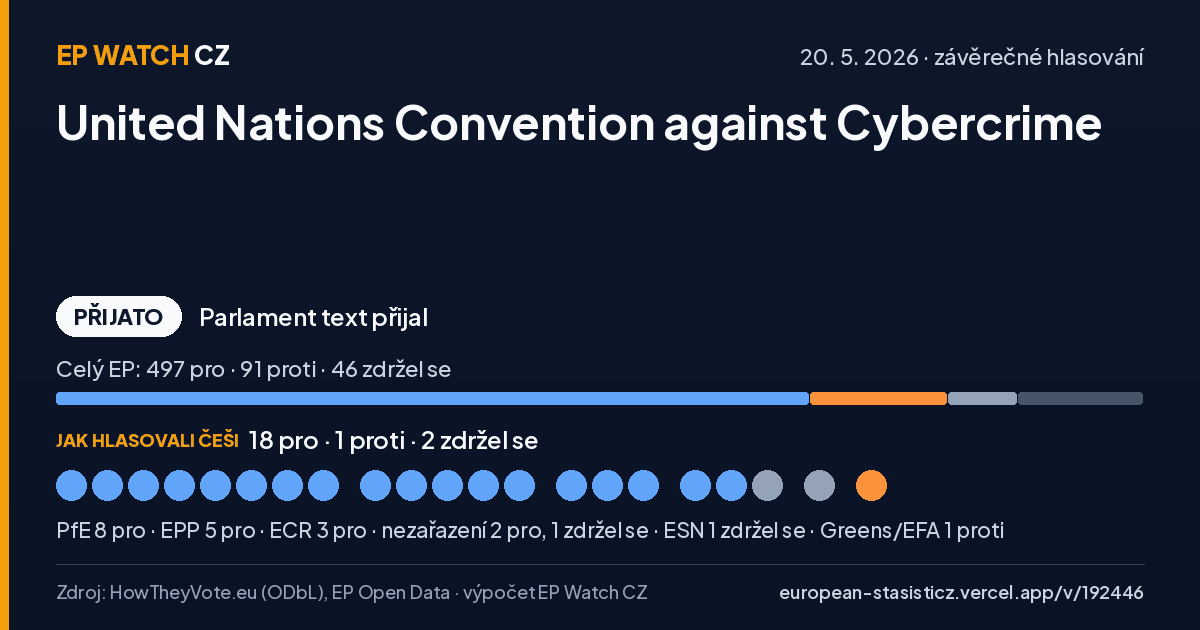 EP WATCH CZ
20. 5. 2026 · závěrečné hlasování
United Nations Convention against Cybercrime
PŘIJATO Parlament text přijal
Celý EP: 497 pro · 91 proti · 46 zdržel se
JAK HLASOVALI ČEŠI 18 pro · 1 proti · 2 zdržel se
PfE 8 pro · EPP 5 pro · ECR 3 pro · nezařazení 2 pro, 1 zdržel se · ESN 1 zdržel se · Greens/EFA 1 proti
Zdroj: HowTheyVote.eu (ODbL), EP Open Data · výpočet EP Watch CZ
european-stasisticz.vercel.app/v/192446